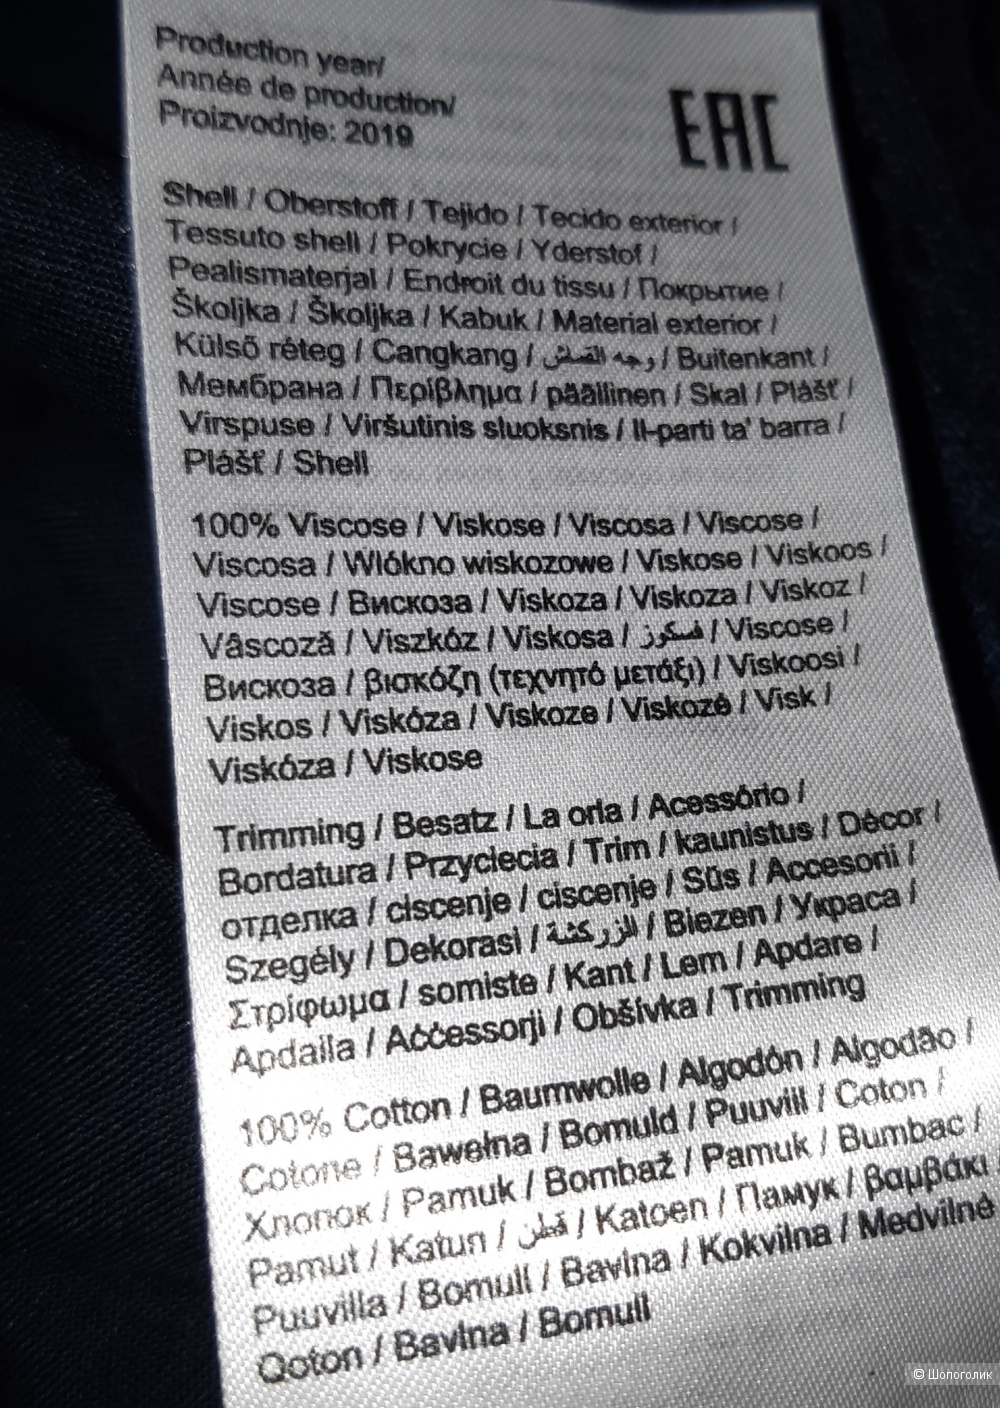 Production year/
Année de production/
Proizvodnje: 2019
EAC
Shell / Oberstoff / Tejido / Tecido exterior /
Tessuto shell / Pokrycie / Yderstof /
Pealismaterjal / Endroit du tissu / Покрытие /
Školjka / Školjka / Kabuk / Material exterior /
Külső réteg / Cangkang / وجه القماش / Buitenkant /
Мембрана / Περίβλημα / päällinen / Skal / Plášť /
Virspuse / Viršutinis sluoksnis / Il-parti ta' barra /
Plášť / Shell
100% Viscose / Viskose / Viscosa / Viscose /
Viscosa / Wlókno wiskozowe / Viskose / Viskoos /
Viscose / Вискоза / Viskoza / Viskoza / Viskoz /
Vâscoză / Viszkóz / Viskosa / فسكوز / Viscose /
Вискоза / βισκόζη (τεχνητό μετάξι) / Viskoosi /
Viskos / Viskóza / Viskoze / Viskozė / Visk /
Viskóza / Viskose
Trimming / Besatz / La orla / Acessório /
Bordatura / Przyciecia / Trim / kaunistus / Décor /
отделка / ciscenje / ciscenje / Süs / Accesorii /
Szegély / Dekorasi / الزركشة / Biezen / Украса /
Στρίφωμα / somiste / Kant / Lem / Apdare /
Apdaila / Aċċessorji / Obšívka / Trimming
100% Cotton / Baumwolle / Algodón / Algodão /
Cotone / Bawełna / Bomuld / Puuvill / Coton /
Хлопок / Pamuk / Bombaž / Pamuk / Bumbac /
Pamut / Katun / قطن / Katoen / Памук / βαμβάκι
Puuvilla / Bomull / Bavlna / Kokvilna / Medvilnė
Qoton / Bavlna / Bomull
© Шопоголик